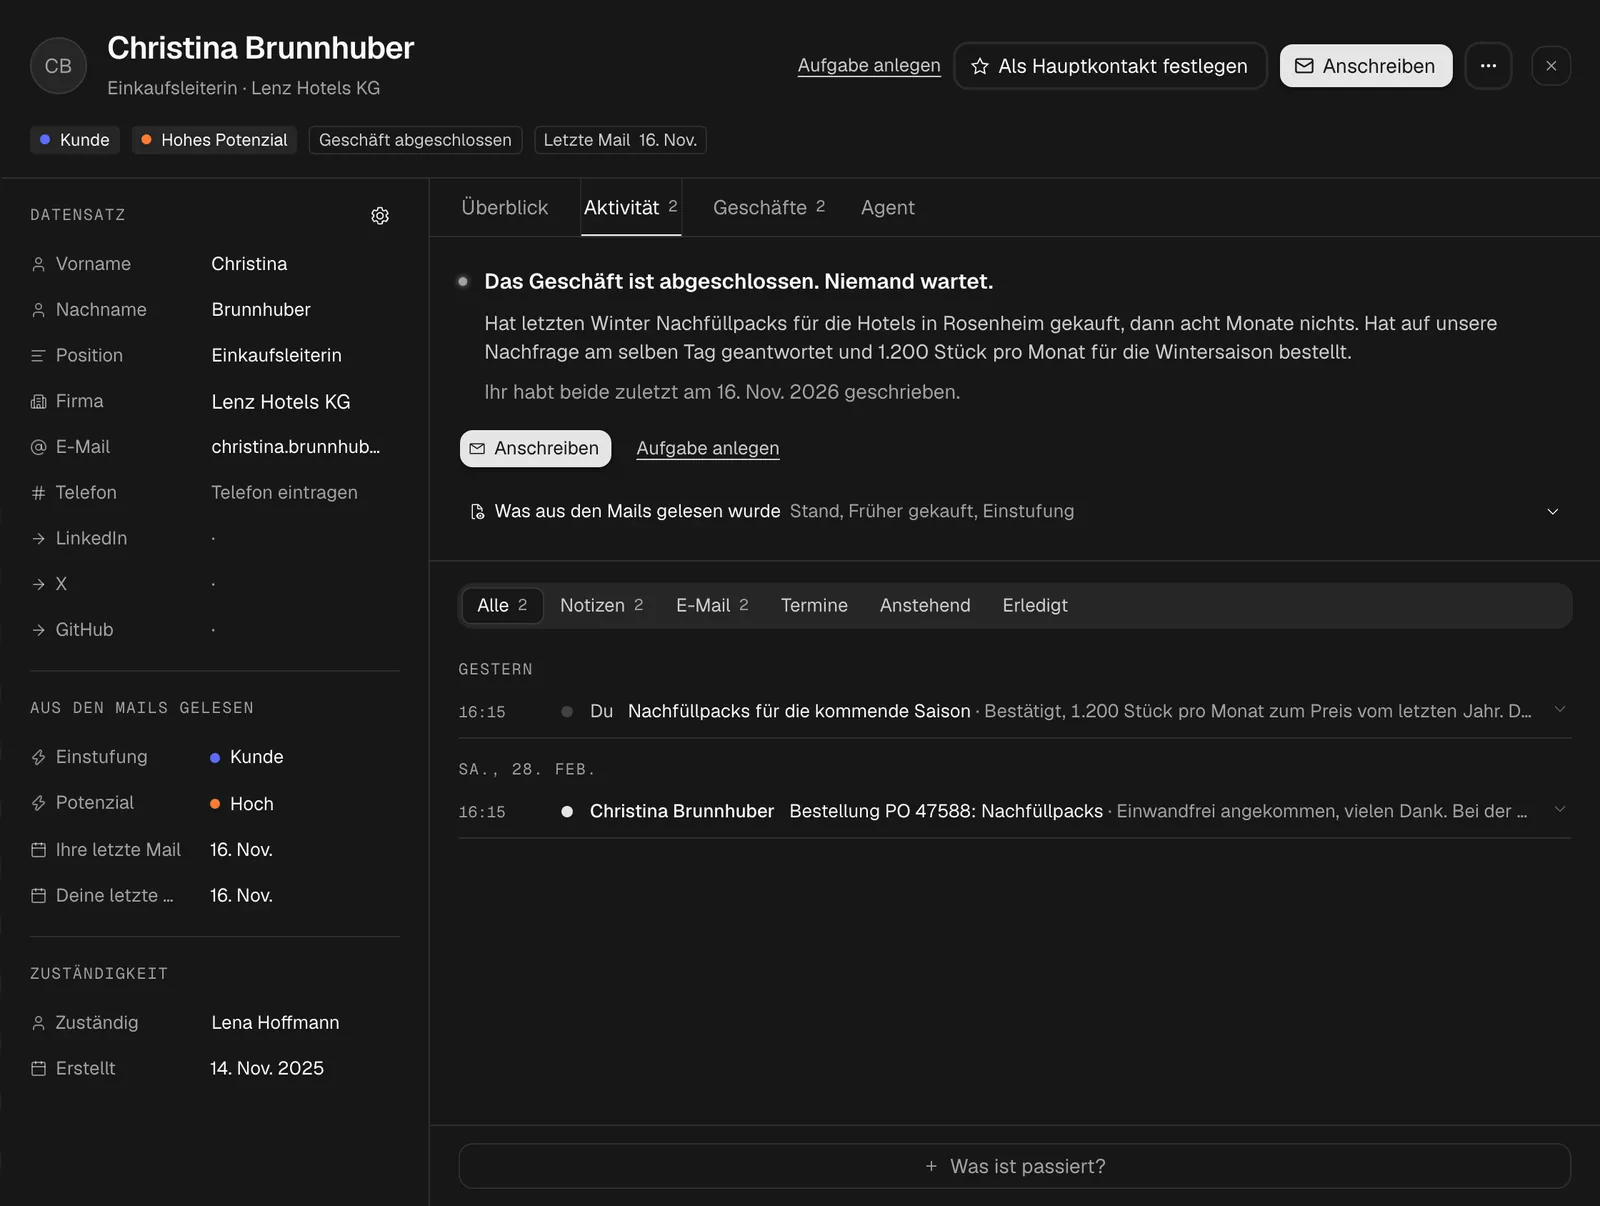 CB
Christina Brunnhuber
Einkaufsleiterin · Lenz Hotels KG
Aufgabe anlegen
Als Hauptkontakt festlegen
Anschreiben
Kunde
Hohes Potenzial
Geschäft abgeschlossen
Letzte Mail 16. Nov.
DATENSATZ
Vorname Christina
Nachname Brunnhuber
Position Einkaufsleiterin
Firma Lenz Hotels KG
E-Mail christina.brunnhub...
Telefon Telefon eintragen
LinkedIn ·
X ·
GitHub ·
AUS DEN MAILS GELESEN
Einstufung Kunde
Potenzial Hoch
Ihre letzte Mail 16. Nov.
Deine letzte ... 16. Nov.
ZUSTÄNDIGKEIT
Zuständig Lena Hoffmann
Erstellt 14. Nov. 2025
Überblick
Aktivität 2
Geschäfte 2
Agent
Das Geschäft ist abgeschlossen. Niemand wartet.
Hat letzten Winter Nachfüllpacks für die Hotels in Rosenheim gekauft, dann acht Monate nichts. Hat auf unsere
Nachfrage am selben Tag geantwortet und 1.200 Stück pro Monat für die Wintersaison bestellt.
Ihr habt beide zuletzt am 16. Nov. 2026 geschrieben.
Anschreiben
Aufgabe anlegen
Was aus den Mails gelesen wurde Stand, Früher gekauft, Einstufung
Alle 2
Notizen 2
E-Mail 2
Termine
Anstehend
Erledigt
GESTERN
16:15 Du Nachfüllpacks für die kommende Saison · Bestätigt, 1.200 Stück pro Monat zum Preis vom letzten Jahr. D...
SA., 28. FEB.
16:15 Christina Brunnhuber Bestellung PO 47588: Nachfüllpacks · Einwandfrei angekommen, vielen Dank. Bei der ...
+ Was ist passiert?